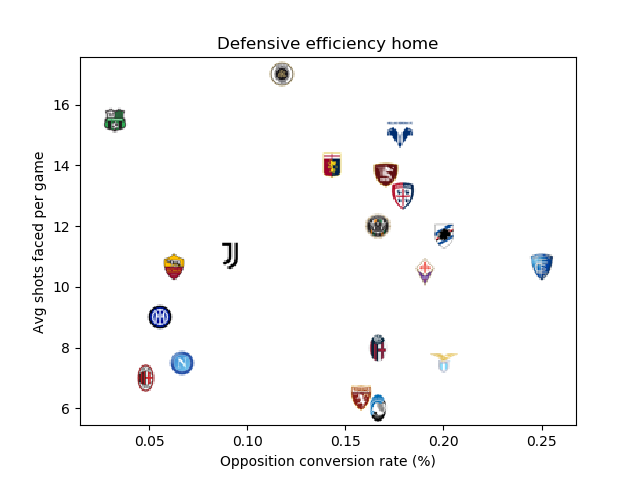 Defensive efficiency home
Avg shots faced per game
16
14
12
10
8
6
0.05 0.10 0.15 0.20 0.25
Opposition conversion rate (%)